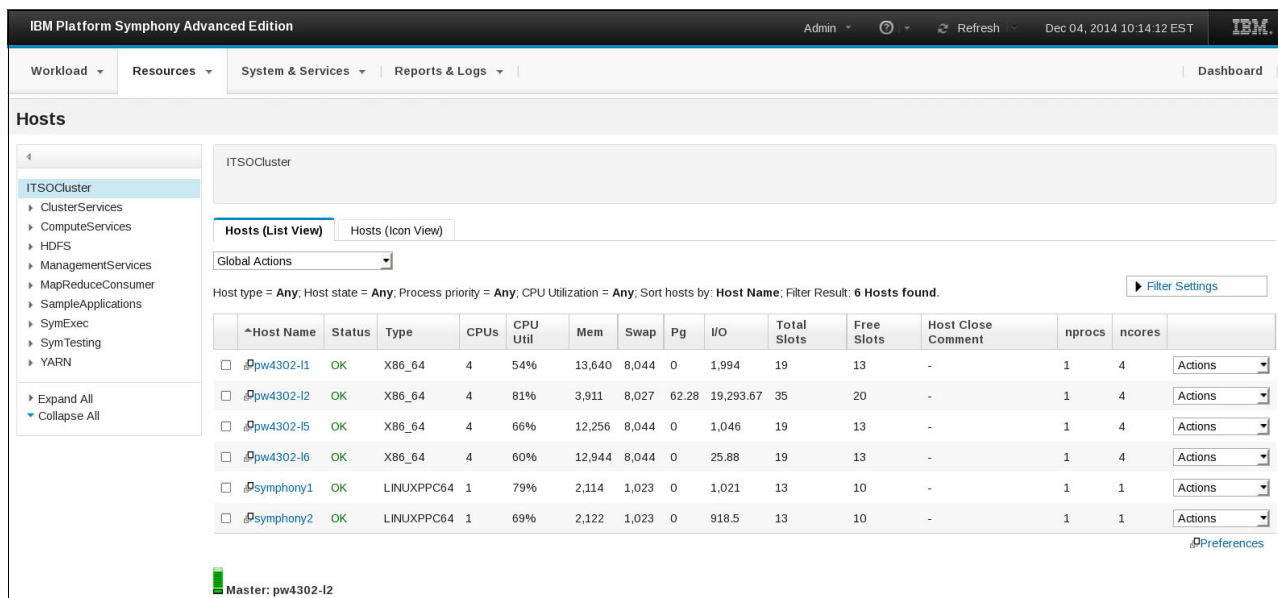 IBM Platform Symphony Advanced Edition Admin Refresh Dec 04, 2014 10:14:12 EST IBM.
Workload Resources System & Services Reports & Logs Dashboard
Hosts
ITSOCluster
ClusterServices
ComputeServices
HDFS
ManagementServices
MapReduceConsumer
SampleApplications
SymExec
SymTesting
YARN
Expand All
Collapse All
ITSOCluster
Hosts (List View) Hosts (Icon View)
Global Actions
Host type = Any; Host state = Any; Process priority = Any; CPU Utilization = Any; Sort hosts by: Host Name; Filter Result: 6 Hosts found. Filter Settings
Host Name Status Type CPUs CPU Util Mem Swap Pg I/O Total Slots Free Slots Host Close Comment nprocs ncores
pw4302-l1 OK X86_64 4 54% 13,640 8,044 0 1,994 19 13 - 1 4 Actions
pw4302-l2 OK X86_64 4 81% 3,911 8,027 62.28 19,293.67 35 20 - 1 4 Actions
pw4302-l5 OK X86_64 4 66% 12,256 8,044 0 1,046 19 13 - 1 4 Actions
pw4302-l6 OK X86_64 4 60% 12,944 8,044 0 25.88 19 13 - 1 4 Actions
symphony1 OK LINUXPPC64 1 79% 2,114 1,023 0 1,021 13 10 - 1 1 Actions
symphony2 OK LINUXPPC64 1 69% 2,122 1,023 0 918.5 13 10 - 1 1 Actions
Preferences
Master: pw4302-l2